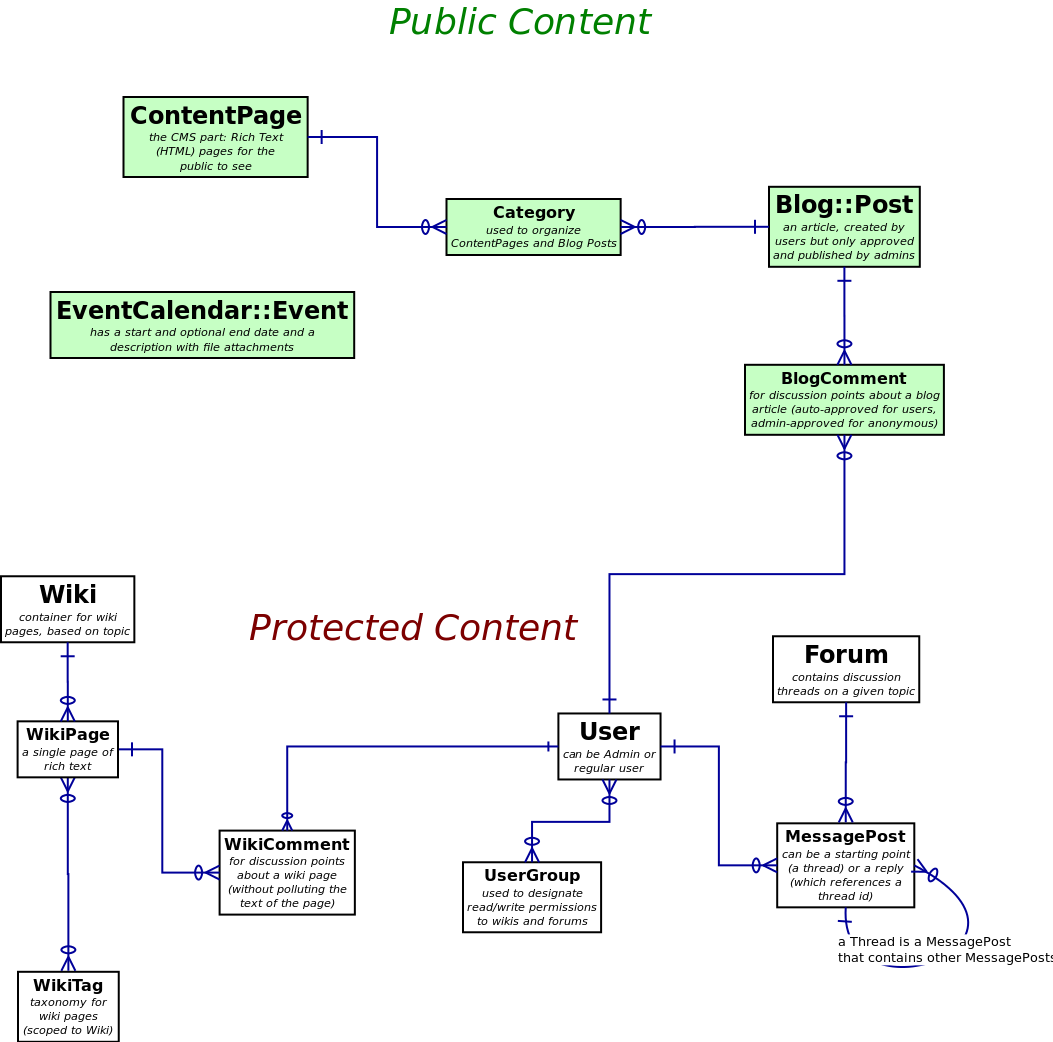 Public Content
ContentPage
the CMS part: Rich Text
(HTML) pages for the
public to see
Category
used to organize
ContentPages and Blog Posts
Blog::Post
an article, created by
users but only approved
and published by admins
EventCalendar::Event
has a start and optional end date and a
description with file attachments
BlogComment
for discussion points about a blog
article (auto-approved for users,
admin-approved for anonymous)
Wiki
container for wiki
pages, based on topic
Protected Content
Forum
contains discussion
threads on a given topic
WikiPage
a single page of
rich text
User
can be Admin or
regular user
WikiComment
for discussion points
about a wiki page
(without polluting the
text of the page)
UserGroup
used to designate
read/write permissions
to wikis and forums
MessagePost
can be a starting point
(a thread) or a reply
(which references a
thread id)
a Thread is a MessagePost
that contains other MessagePosts
WikiTag
taxonomy for
wiki pages
(scoped to Wiki)